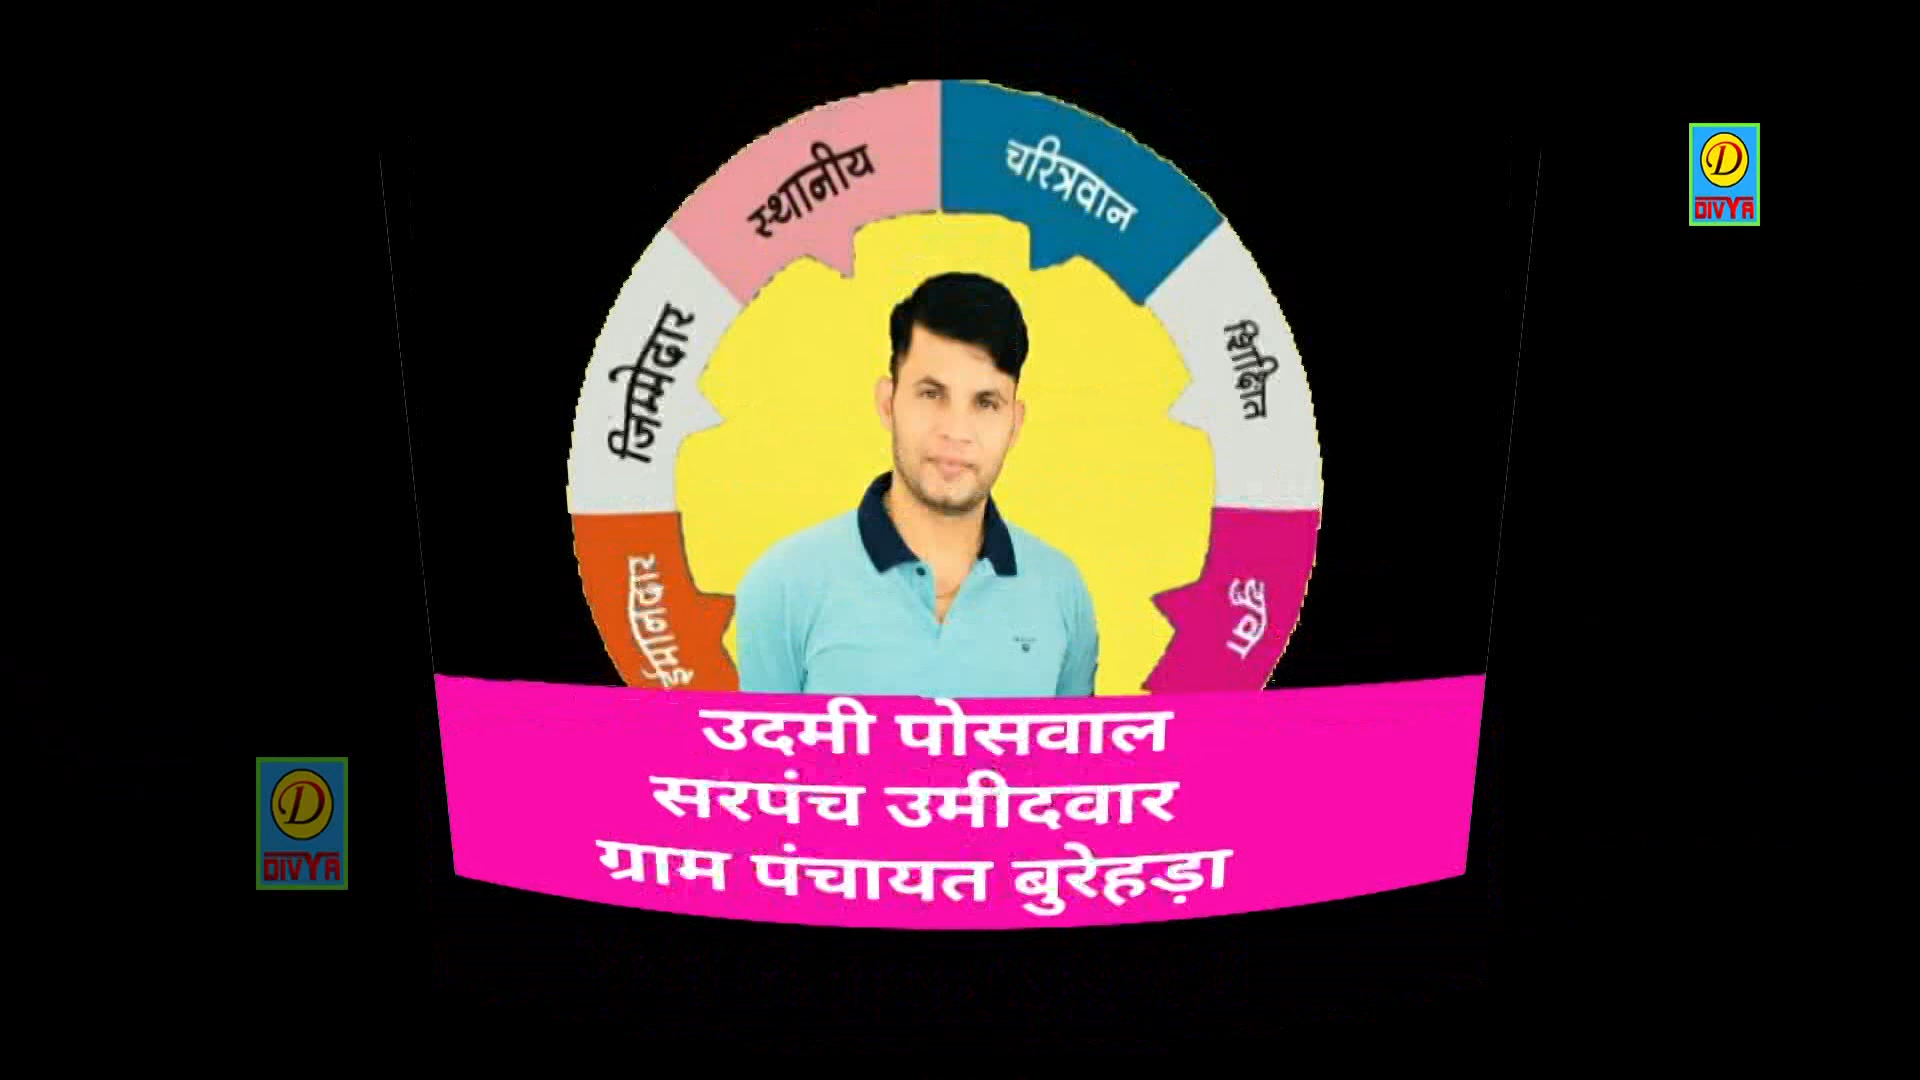 स्थानीय
चरित्रवान
जिम्मेदार
शिक्षित
ईमानदार
युवा
उदमी पोसवाल
सरपंच उमीदवार
ग्राम पंचायत बुरेहड़ा
D
DIVYA
D
DIVYA